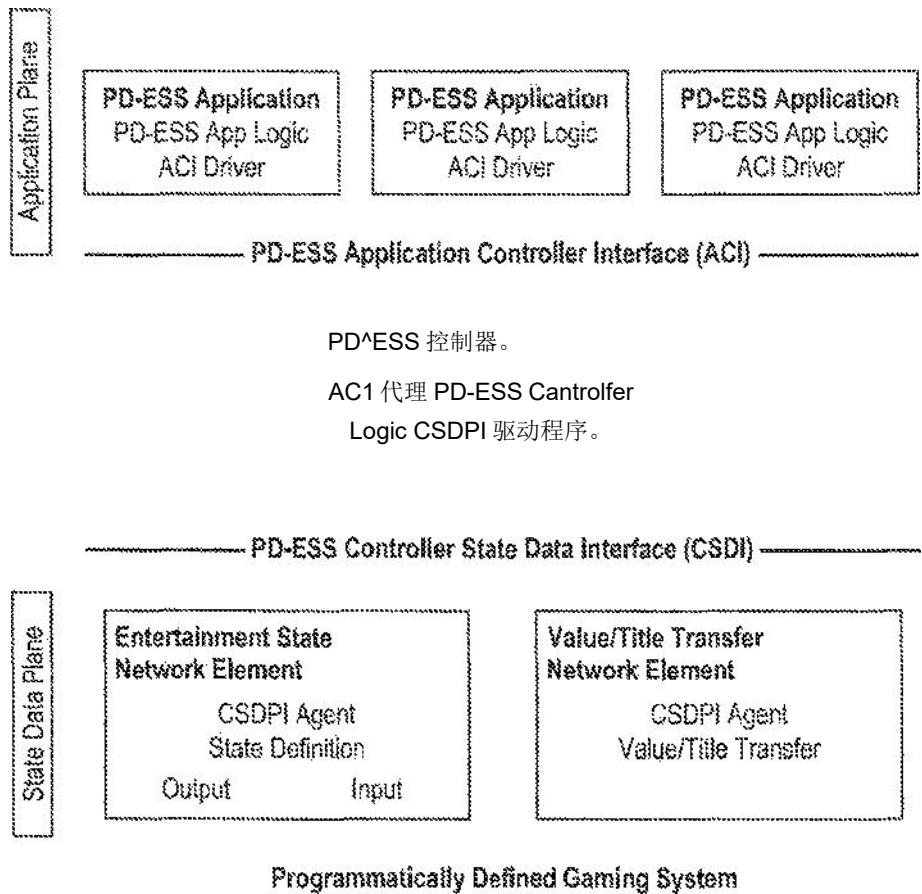 Application Plane
PD-ESS Application PD-ESS Application PD-ESS Application
PD-ESS App Logic PD-ESS App Logic PD-ESS App Logic
ACI Driver ACI Driver ACI Driver
PD-ESS Application Controller Interface (ACI)
PD^ESS 控制器。
AC1 代理 PD-ESS Cantrolfer
Logic CSDPI 驱动程序。
PD-ESS Controller State Data Interface (CSDI)
State Data Plane
Entertainment State
Network Element
CSDPI Agent
State Definition
Output Input
Value/Title Transfer
Network Element
CSDPI Agent
Value/Title Transfer
Programmatically Defined Gaming System